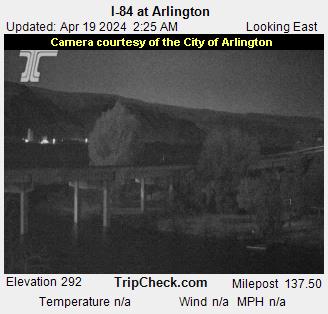 I-84 at Arlington
Updated: Apr 19 2024 2:25 AM Looking East
Camera courtesy of the City of Arlington
Elevation 292 TripCheck.com Milepost 137.50
Temperature n/a Wind n/a MPH n/a